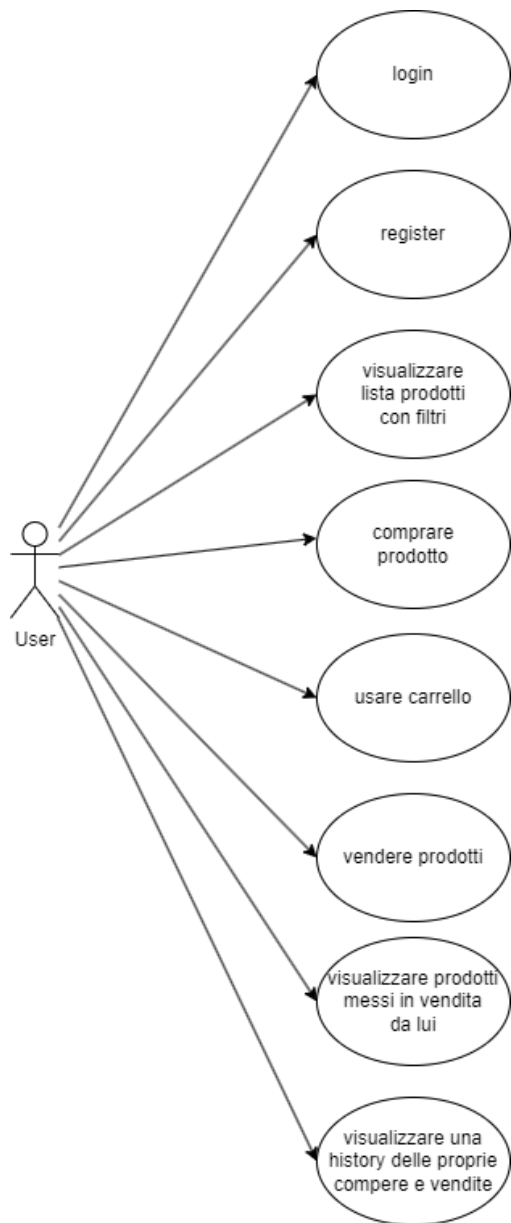 login
register
visualizzare
lista prodotti
con filtri
comprare
prodotto
User
usare carrello
vendere prodotti
visualizzare prodotti
messi in vendita
da lui
visualizzare una
history delle proprie
compere e vendite